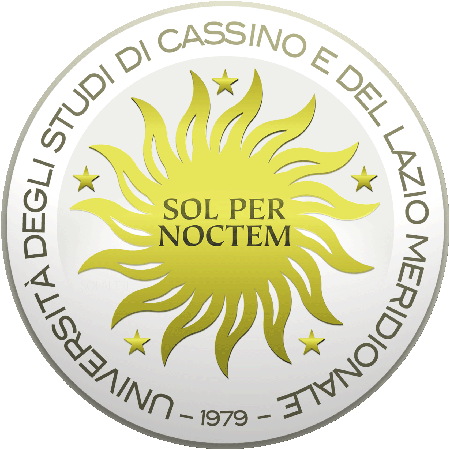 UNIVERSITÀ DEGLI STUDI DI CASSINO E DEL LAZIO MERIDIONALE
SOL PER
NOCTEM
- 1979 -